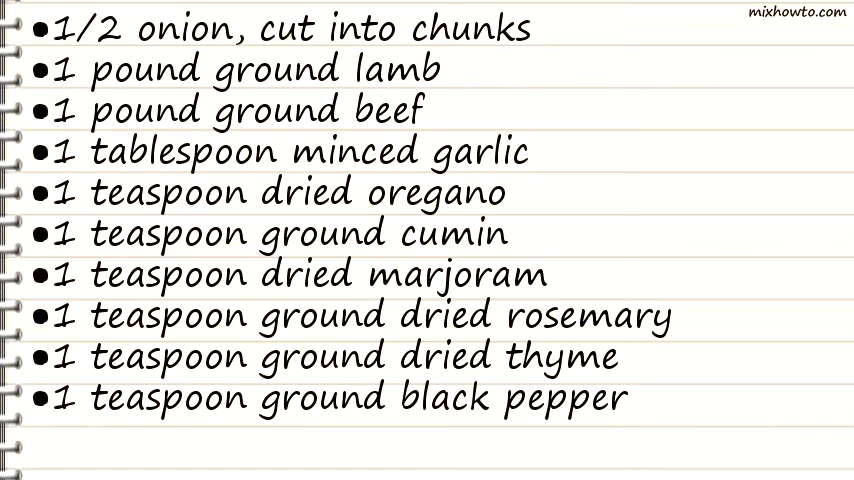 mixhowto.com
•1/2 onion, cut into chunks
•1 pound ground lamb
•1 pound ground beef
•1 tablespoon minced garlic
•1 teaspoon dried oregano
•1 teaspoon ground cumin
•1 teaspoon dried marjoram
•1 teaspoon ground dried rosemary
•1 teaspoon ground dried thyme
•1 teaspoon ground black pepper